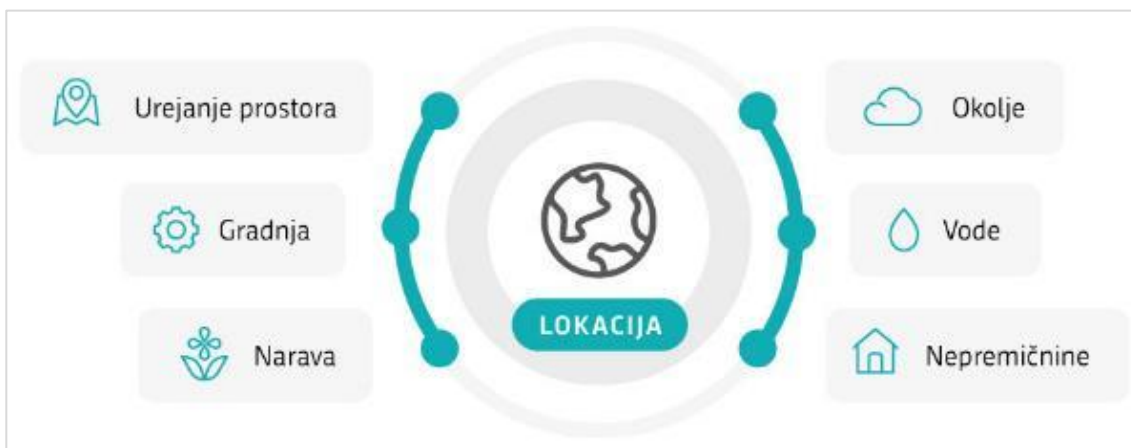 Urejanje prostora
Gradnja
Narava
LOKACIJA
Okolje
Vode
Nepremičnine